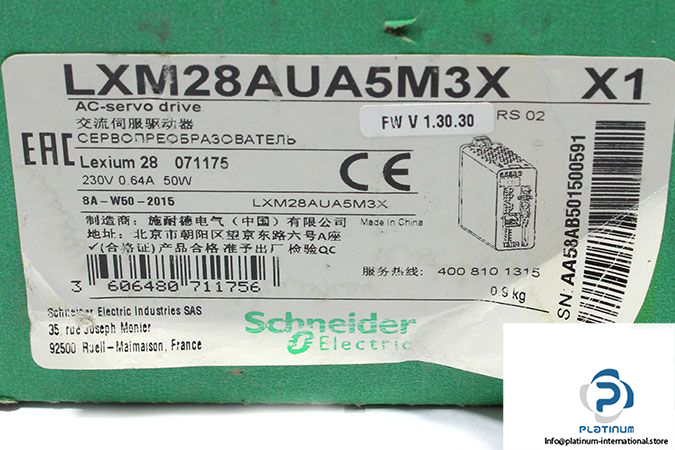 LXM28AUA5M3X X1
AC-servo drive
交流伺服驱动器
СЕРВОПРЕОБРАЗОВАТЕЛЬ
FW V 1.30.30
RS 02
EAC
Lexium 28 071175
230V 0.64A 50W
CE
8A-W50-2015
LXM28AUA5M3X
制造商：施耐德电气（中国）有限公司
Made in China
地址：北京市朝阳区望京东路六号A座
✓(合格证)产品合格 准予出厂 检验QC
服务热线: 400 810 1315
3 606480 711756
0.9 kg
SN: AA58AB501500591
Schneider Electric Industries SAS
35, rue Joseph Monier
92500 Rueil-Malmaison, France
Schneider
Electric
PLATINUM
Info@platinum-international.store